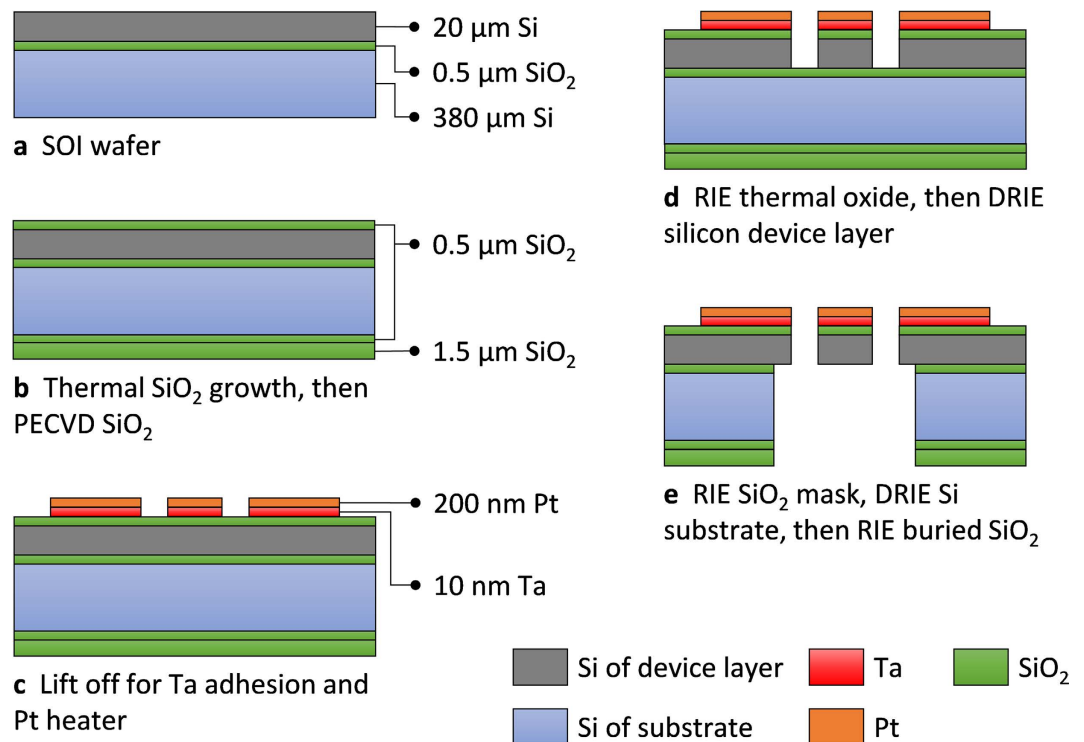 20 μm Si
0.5 μm SiO₂
380 μm Si
a SOI wafer
0.5 μm SiO₂
1.5 μm SiO₂
b Thermal SiO₂ growth, then
PECVD SiO₂
200 nm Pt
10 nm Ta
c Lift off for Ta adhesion and
Pt heater
d RIE thermal oxide, then DRIE
silicon device layer
e RIE SiO₂ mask, DRIE Si
substrate, then RIE buried SiO₂
Si of device layer
Ta
SiO₂
Si of substrate
Pt